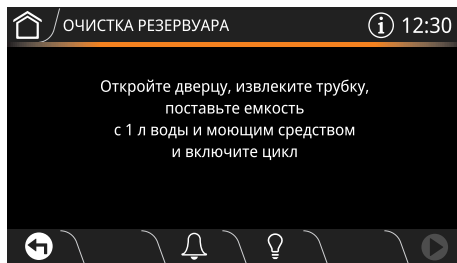 ОЧИСТКА РЕЗЕРВУАРА
12:30
Откройте дверцу, извлеките трубку,
поставьте емкость
с 1 л воды и моющим средством
и включите цикл